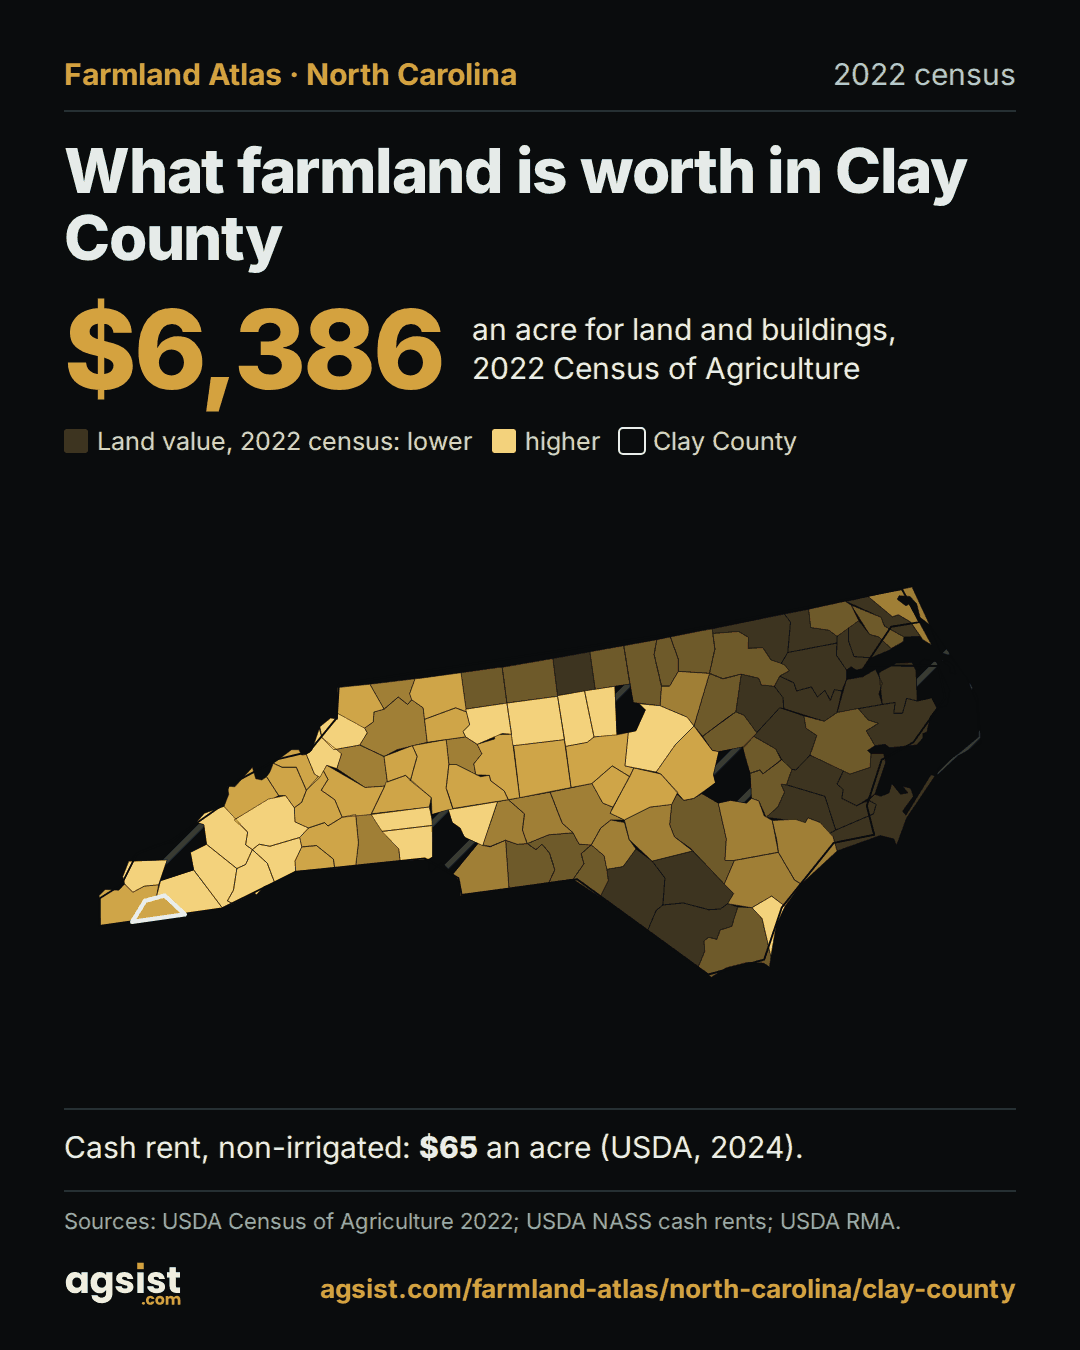 Farmland Atlas · North Carolina
2022 census
What farmland is worth in Clay
County
$6,386
an acre for land and buildings,
2022 Census of Agriculture
Land value, 2022 census: lower
higher
Clay County
Cash rent, non-irrigated: $65 an acre (USDA, 2024).
Sources: USDA Census of Agriculture 2022; USDA NASS cash rents; USDA RMA.
agsist
.com
agsist.com/farmland-atlas/north-carolina/clay-county